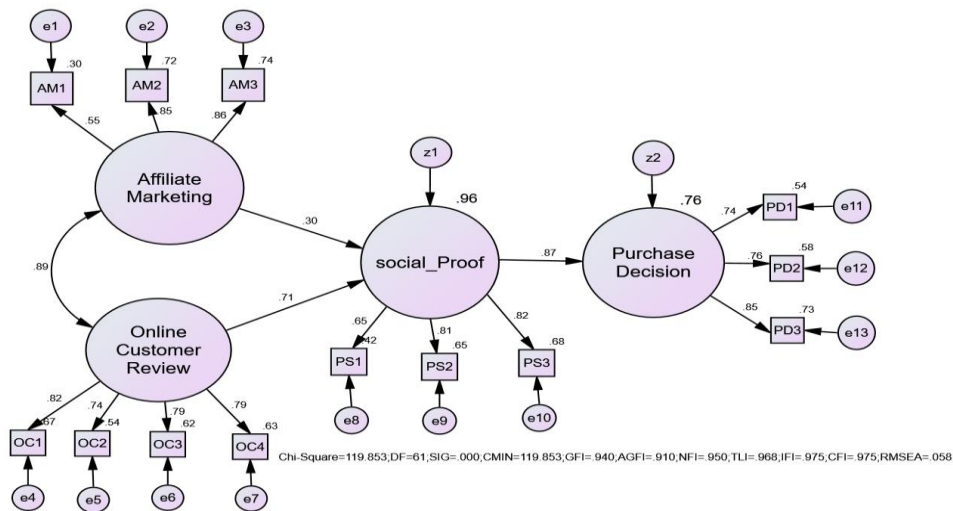 e1 e2 e3
.30 .72 .74
AM1 AM2 AM3
.55 .85 .86
Affiliate
Marketing
z1
z2
.96
.76
.54
PD1
e11
.74
.30
social_Proof
.87
Purchase
Decision
.76
.58
PD2
e12
.89
.71
.85
.73
PD3
e13
Online
Customer
Review
.65 .81 .82
.42 .65 .68
PS1 PS2 PS3
e8 e9 e10
.82 .74 .79 .79
.67 .54 .62 .63
OC1 OC2 OC3 OC4
e4 e5 e6 e7
Chi-Square=119.853;DF=61;SIG=.000;CMIN=119.853;GFI=.940;AGFI=.910;NFI=.950;TLI=.968;IFI=.975;CFI=.975;RMSEA=.058